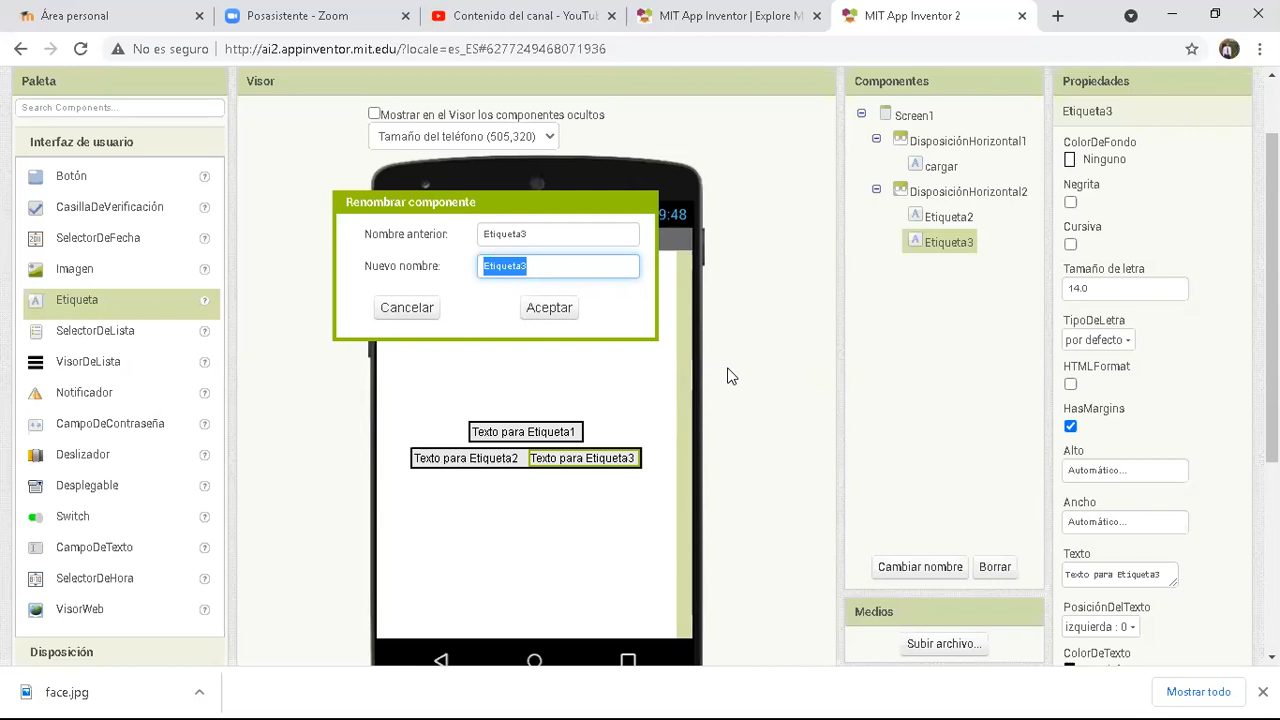 Área personal
Posasistente - Zoom
Contenido del canal - YouTu
MIT App Inventor | Explore M
MIT App Inventor 2
No es seguro
http://ai2.appinventor.mit.edu/?locale=es_ES#6277249468071936
Paleta
Search Components...
Interfaz de usuario
Botón
CasillaDeVerificación
SelectorDeFecha
Imagen
Etiqueta
SelectorDeLista
VisorDeLista
Notificador
CampoDeContraseña
Deslizador
Desplegable
Switch
CampoDeTexto
SelectorDeHora
VisorWeb
Disposición
Visor
Mostrar en el Visor los componentes ocultos
Tamaño del teléfono (505,320)
9:48
Renombrar componente
Nombre anterior:
Etiqueta3
Nuevo nombre:
Etiqueta3
Cancelar
Aceptar
Texto para Etiqueta1
Texto para Etiqueta2
Texto para Etiqueta3
Componentes
Screen1
DisposiciónHorizontal1
cargar
DisposiciónHorizontal2
Etiqueta2
Etiqueta3
Cambiar nombre
Borrar
Medios
Subir archivo...
Propiedades
Etiqueta3
ColorDeFondo
Ninguno
Negrita
Cursiva
Tamaño de letra
14.0
TipoDeLetra
por defecto
HTMLFormat
HasMargins
Alto
Automático...
Ancho
Automático...
Texto
Texto para Etiqueta3
PosiciónDelTexto
izquierda : 0
ColorDeTexto
face.jpg
Mostrar todo